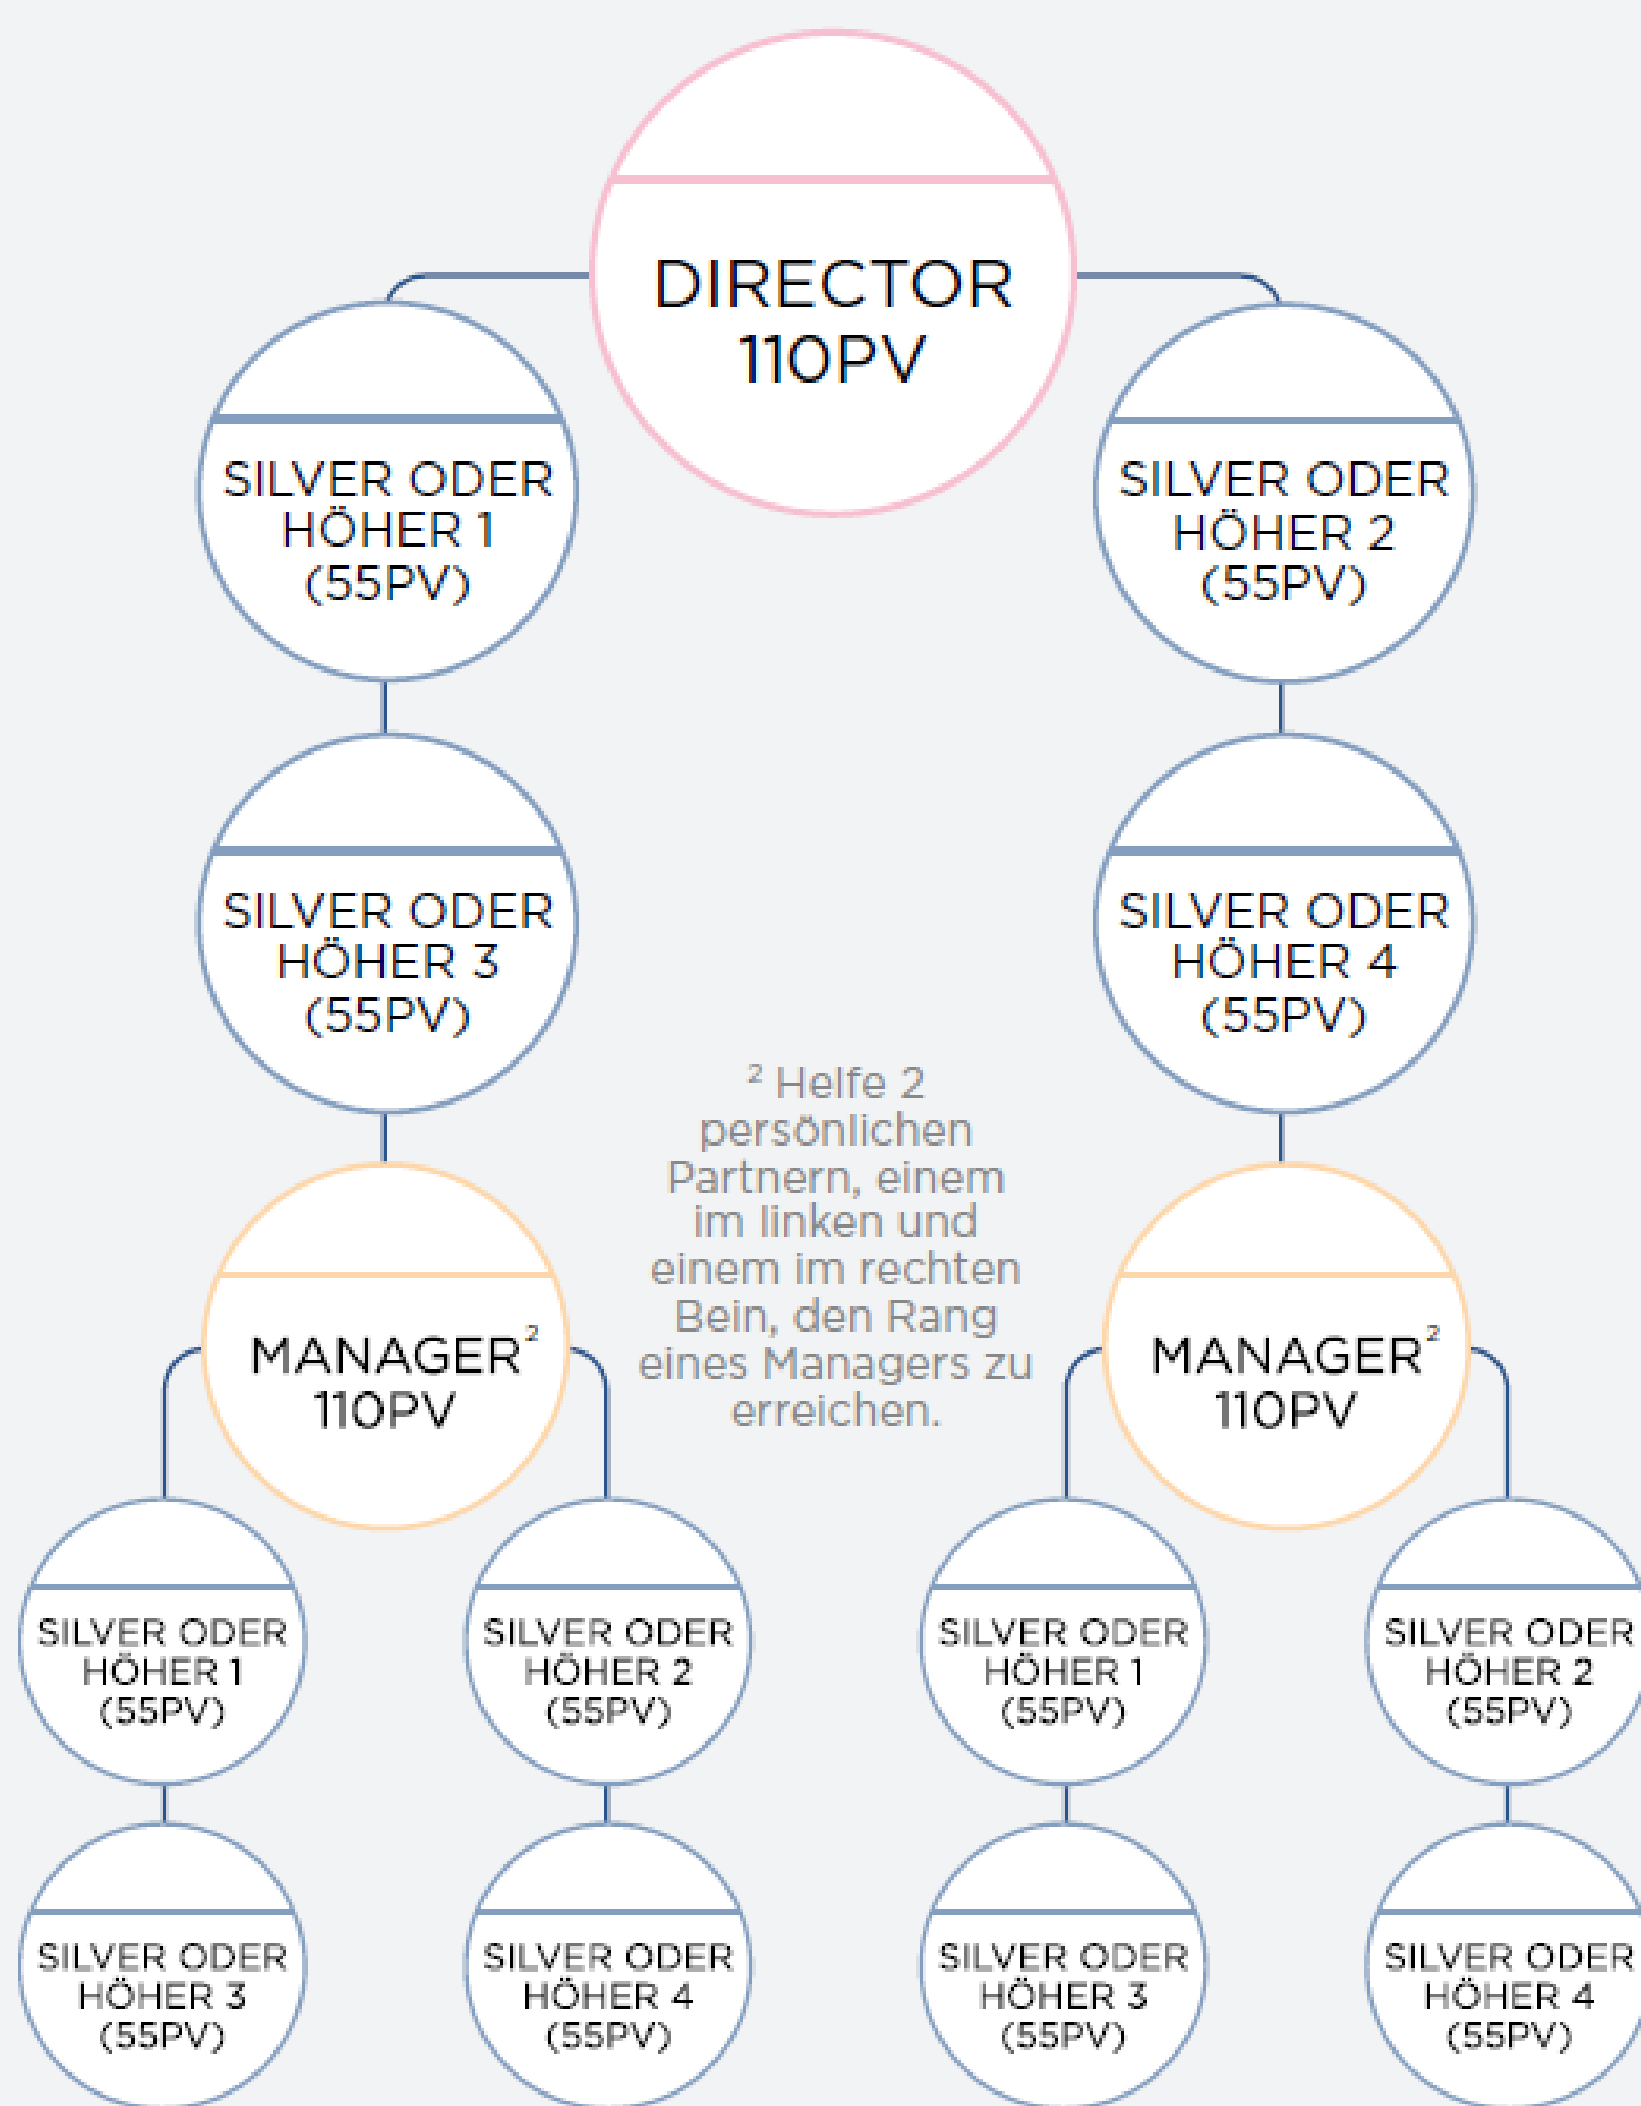 DIRECTOR
110PV
SILVER ODER
HÖHER 1
(55PV)
SILVER ODER
HÖHER 2
(55PV)
SILVER ODER
HÖHER 3
(55PV)
SILVER ODER
HÖHER 4
(55PV)
² Helfe 2
persönlichen
Partnern, einem
im linken und
einem im rechten
Bein, den Rang
eines Managers zu
erreichen.
MANAGER²
110PV
MANAGER²
110PV
SILVER ODER
HÖHER 1
(55PV)
SILVER ODER
HÖHER 2
(55PV)
SILVER ODER
HÖHER 1
(55PV)
SILVER ODER
HÖHER 2
(55PV)
SILVER ODER
HÖHER 3
(55PV)
SILVER ODER
HÖHER 4
(55PV)
SILVER ODER
HÖHER 3
(55PV)
SILVER ODER
HÖHER 4
(55PV)